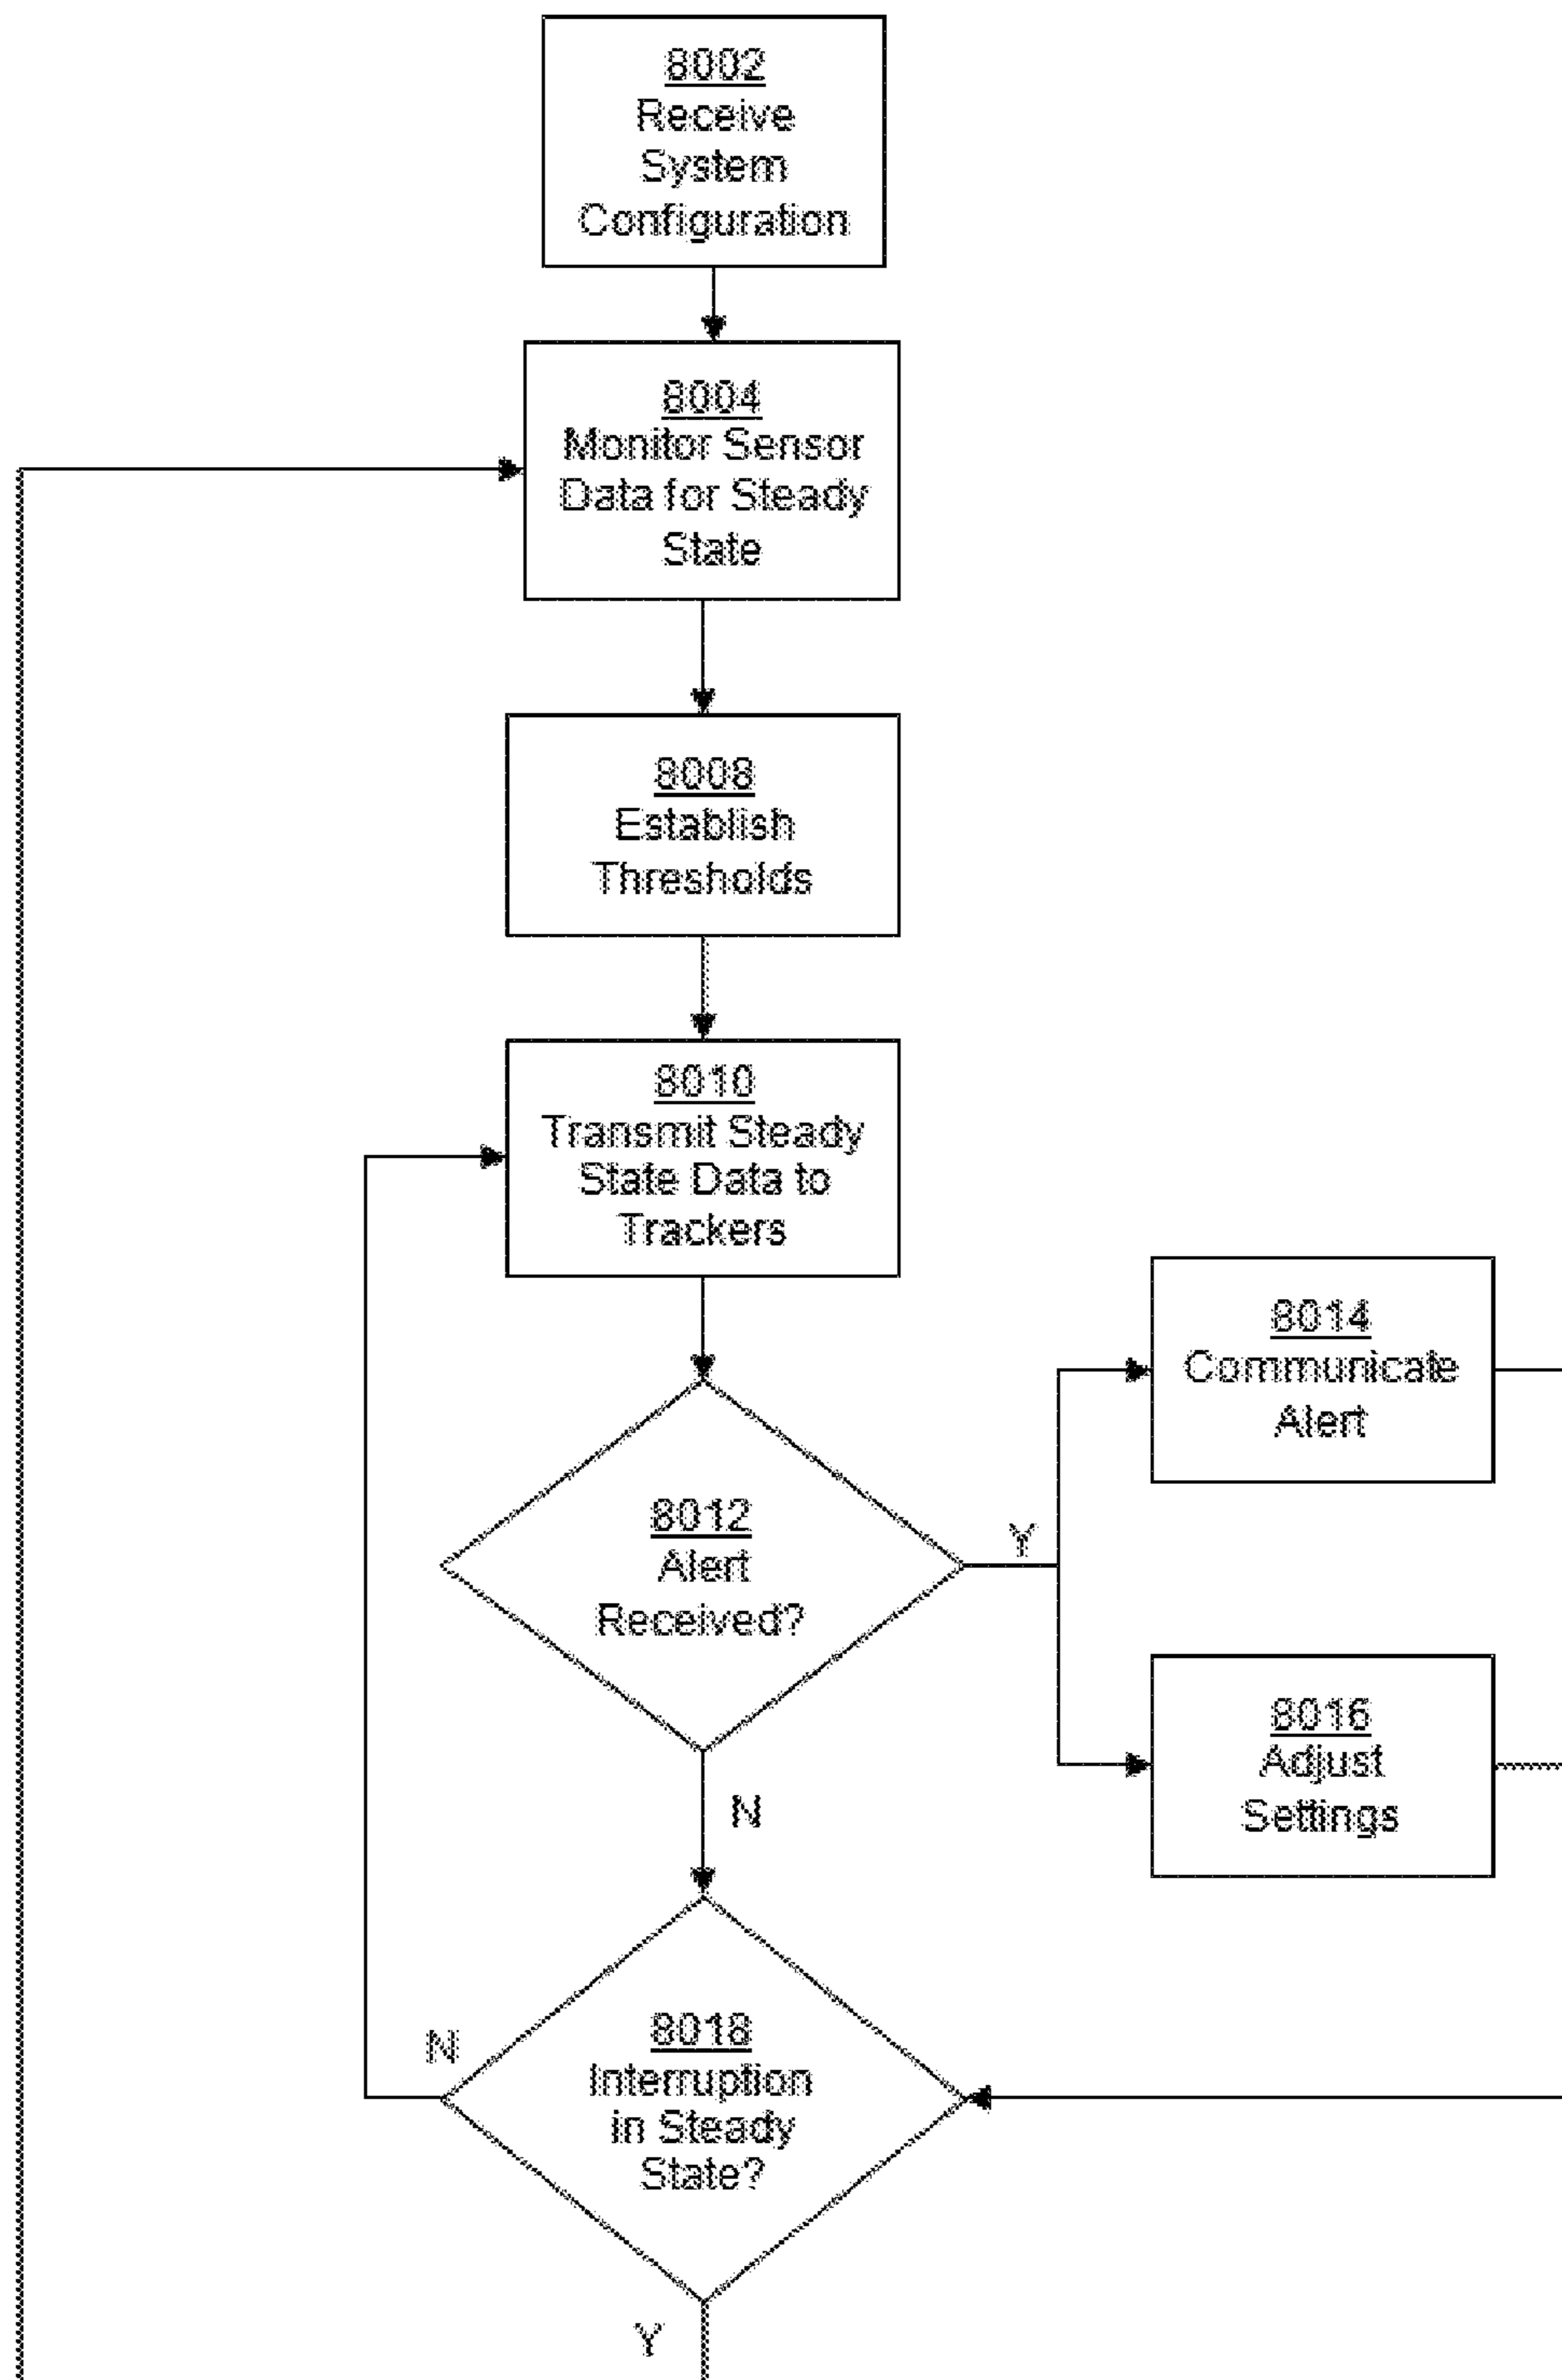 8002
Receive
System
Configuration
8004
Monitor Sensor
Data for Steady
State
8008
Establish
Thresholds
8010
Transmit Steady
State Data to
Trackers
8014
Communicate
Alert
8012
Alert
Received?
Y
8016
Adjust
Settings
N
8018
Interruption
in Steady
State?
N
Y